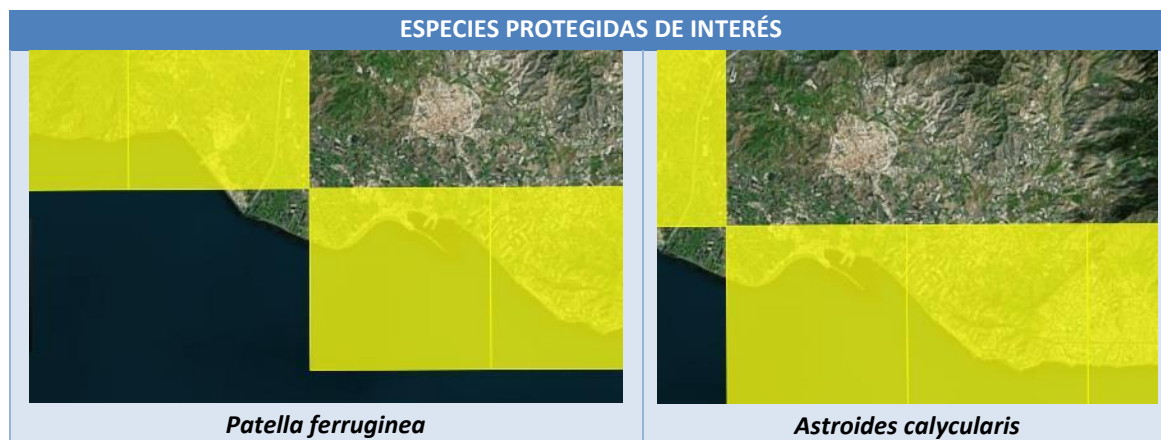 ESPECIES PROTEGIDAS DE INTERÉS
Patella ferruginea
Astroides calycularis